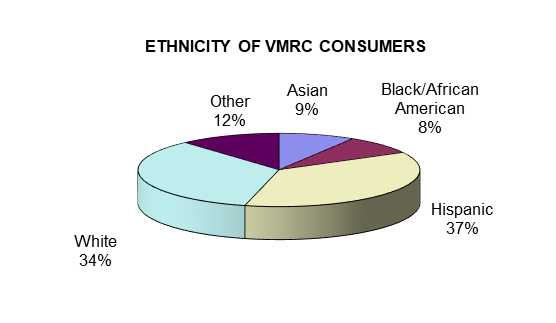 ETHNICITY OF VMRC CONSUMERS
Other
12%
Asian
9%
Black/African
American
8%
Hispanic
37%
White
34%